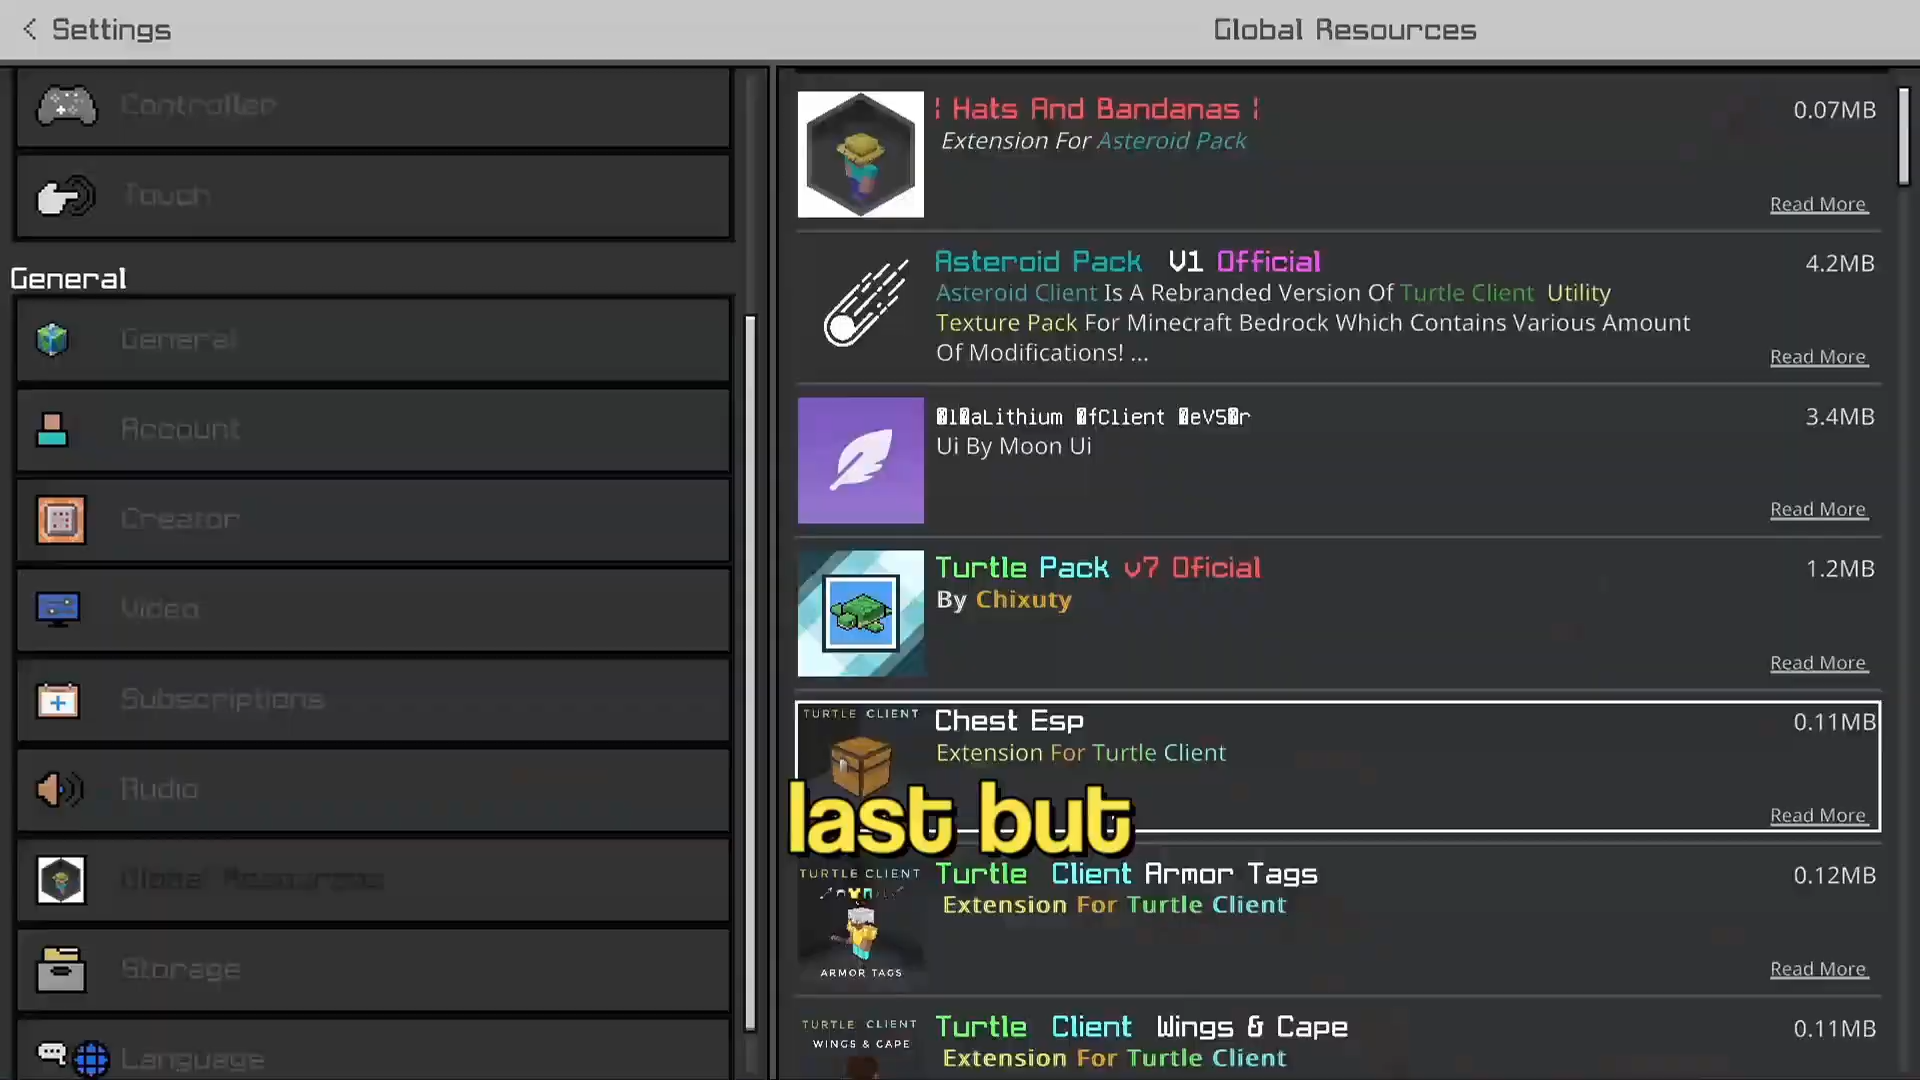 Settings
Global Resources
Controller
Touch
General
General
Account
Creator
Video
Subscriptions
Audio
Global Resources
Storage
Language
¦ Hats And Bandanas ¦
0.07MB
Extension For Asteroid Pack
Read More
Asteroid Pack V1 Official
4.2MB
Asteroid Client Is A Rebranded Version Of Turtle Client Utility
Texture Pack For Minecraft Bedrock Which Contains Various Amount
Of Modifications! ...
Read More
�l�aLithium �fClient �eV5�r
3.4MB
Ui By Moon Ui
Read More
Turtle Pack v7 Oficial
1.2MB
By Chixuty
Read More
TURTLE CLIENT
Chest Esp
0.11MB
Extension For Turtle Client
Read More
last but
TURTLE CLIENT
ARMOR TAGS
Turtle Client Armor Tags
0.12MB
Extension For Turtle Client
Read More
TURTLE CLIENT
WINGS & CAPE
Turtle Client Wings & Cape
0.11MB
Extension For Turtle Client